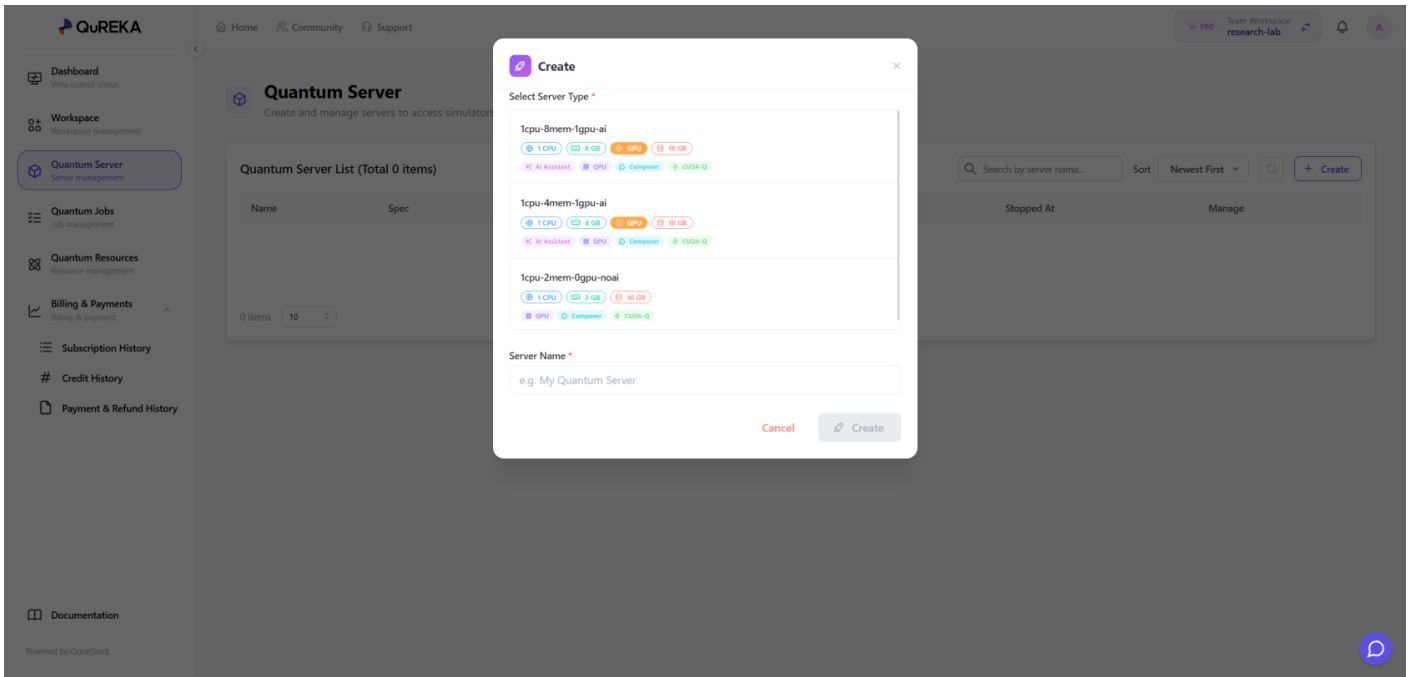 QuREKA
Home
Community
Support
PRO
Team Workspace
research-lab
A
Dashboard
View overall status
Workspace
Workspace management
Quantum Server
Server management
Quantum Jobs
Job management
Quantum Resources
Resource management
Billing & Payments
Billing & payment
Subscription History
# Credit History
Payment & Refund History
Documentation
Powered by QubeStack
Quantum Server
Create and manage servers to access simulators
Quantum Server List (Total 0 items)
Search by server name...
Sort
Newest First
+ Create
Name
Spec
Stopped At
Manage
0 items
10
Create
Select Server Type *
1cpu-8mem-1gpu-ai
1 CPU
8 GB
GPU
10 GB
AI Assistant
QPU
Composer
CUDA-Q
1cpu-4mem-1gpu-ai
1 CPU
4 GB
GPU
10 GB
AI Assistant
QPU
Composer
CUDA-Q
1cpu-2mem-0gpu-noai
1 CPU
2 GB
10 GB
QPU
Composer
CUDA-Q
Server Name *
e.g. My Quantum Server
Cancel
Create